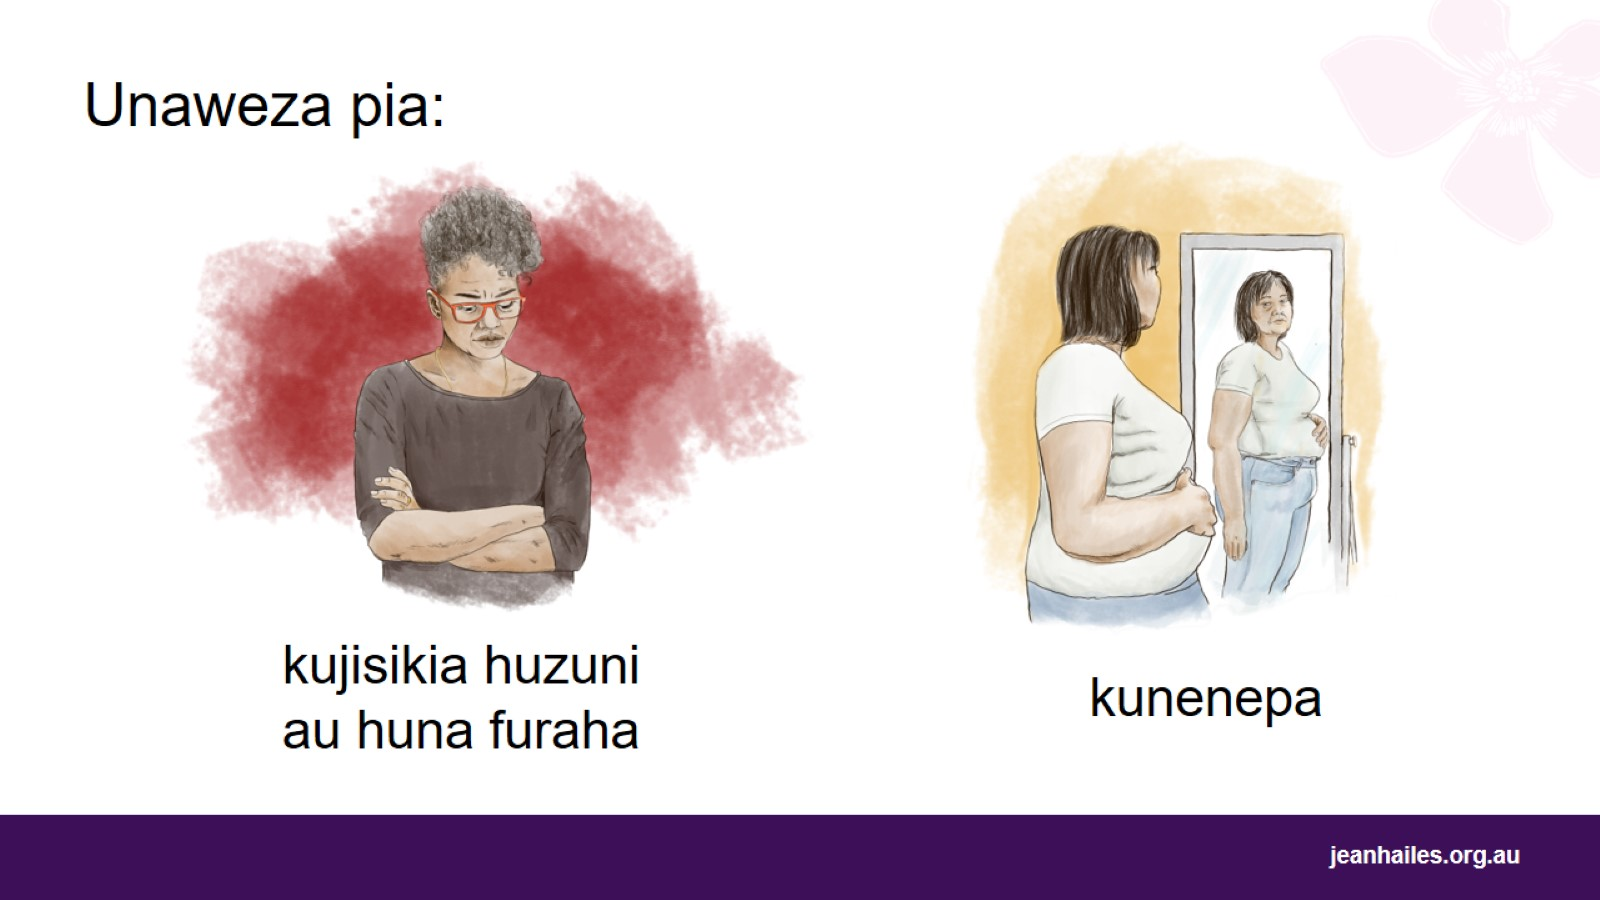 Unaweza pia:
kujisikia huzuni
au huna furaha
kunenepa
jeanhailes.org.au